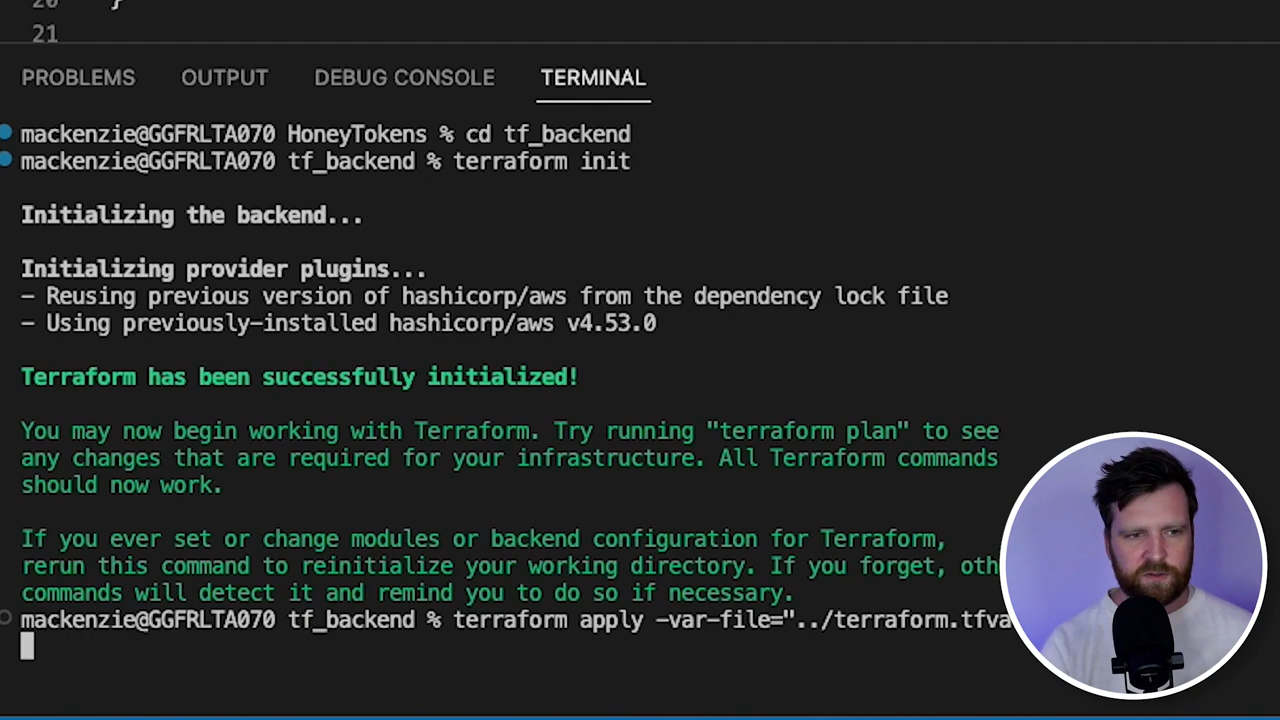 20 }
21
PROBLEMS OUTPUT DEBUG CONSOLE TERMINAL
mackenzie@GGFRLTA070 HoneyTokens % cd tf_backend
mackenzie@GGFRLTA070 tf_backend % terraform init
Initializing the backend...
Initializing provider plugins...
- Reusing previous version of hashicorp/aws from the dependency lock file
- Using previously-installed hashicorp/aws v4.53.0
Terraform has been successfully initialized!
You may now begin working with Terraform. Try running "terraform plan" to see
any changes that are required for your infrastructure. All Terraform commands
should now work.
If you ever set or change modules or backend configuration for Terraform,
rerun this command to reinitialize your working directory. If you forget, oth
commands will detect it and remind you to do so if necessary.
mackenzie@GGFRLTA070 tf_backend % terraform apply -var-file="../terraform.tfva